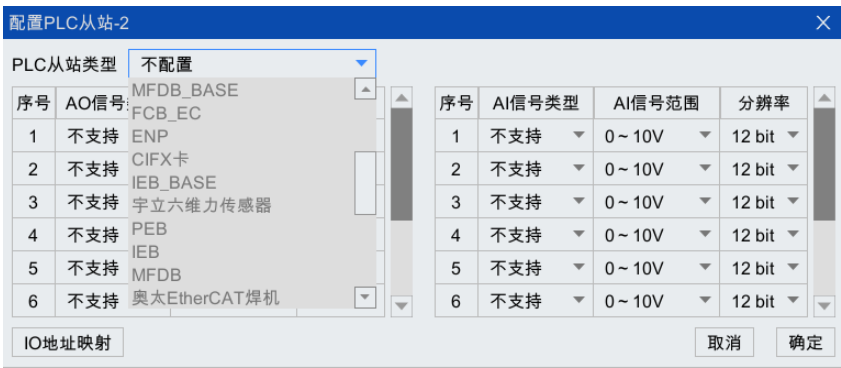 配置PLC从站-2
PLC从站类型 不配置
MFDB_BASE
FCB_EC
ENP
CIFX卡
IEB_BASE
宇立六维力传感器
PEB
IEB
MFDB
奥太EtherCAT焊机
序号 AO信号
1 不支持
2 不支持
3 不支持
4 不支持
5 不支持
6 不支持
序号 AI信号类型 AI信号范围 分辨率
1 不支持 0~10V 12 bit
2 不支持 0~10V 12 bit
3 不支持 0~10V 12 bit
4 不支持 0~10V 12 bit
5 不支持 0~10V 12 bit
6 不支持 0~10V 12 bit
IO地址映射 取消 确定